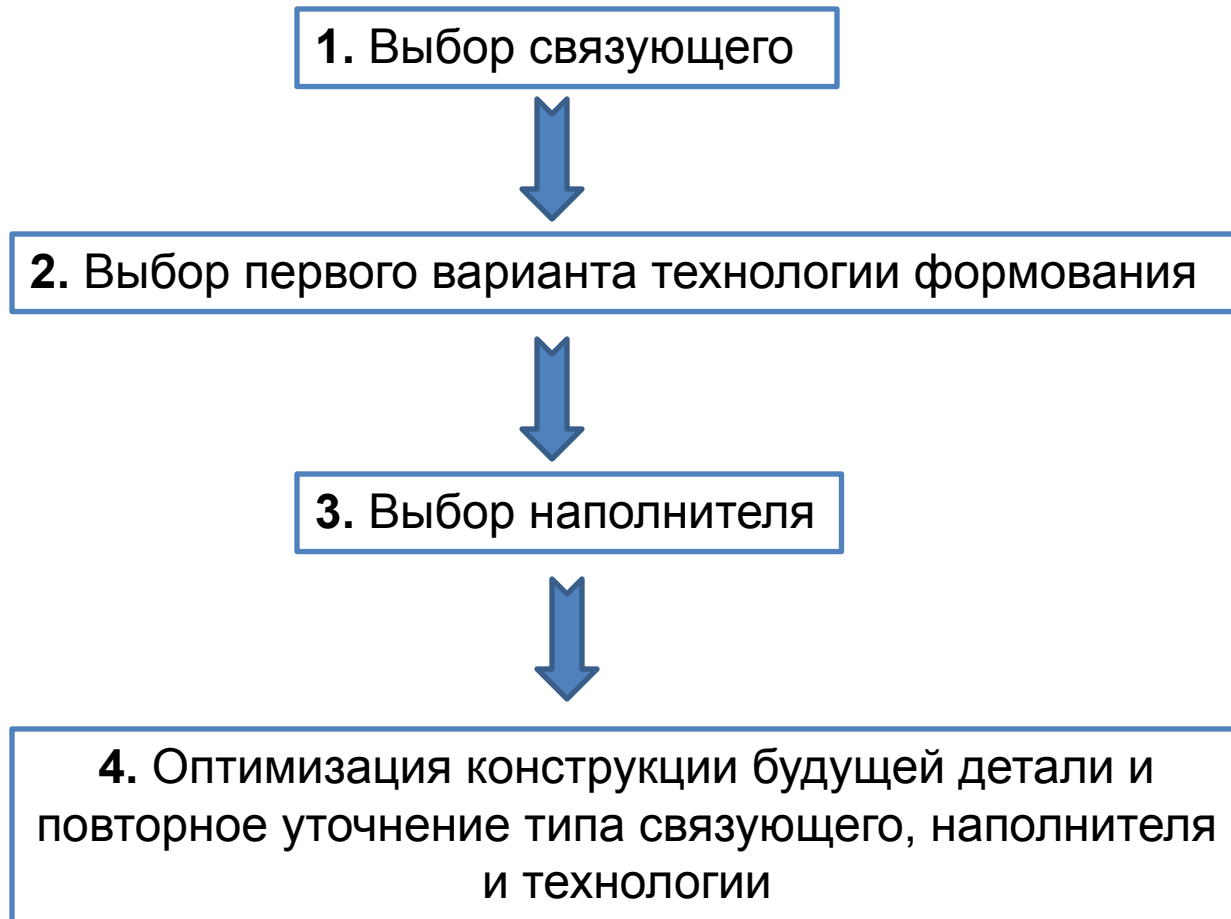 1. Выбор связующего
2. Выбор первого варианта технологии формования
3. Выбор наполнителя
4. Оптимизация конструкции будущей детали и
повторное уточнение типа связующего, наполнителя
и технологии